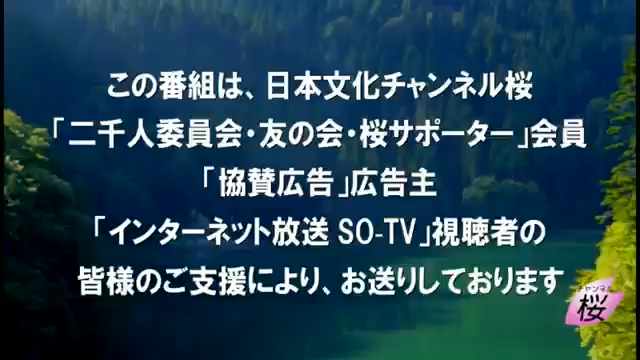 この番組は、日本文化チャンネル桜
「二千人委員会・友の会・桜サポーター」会員
「協賛広告」広告主
「インターネット放送 SO-TV」視聴者の
皆様のご支援により、お送りしております
チャンネル
桜